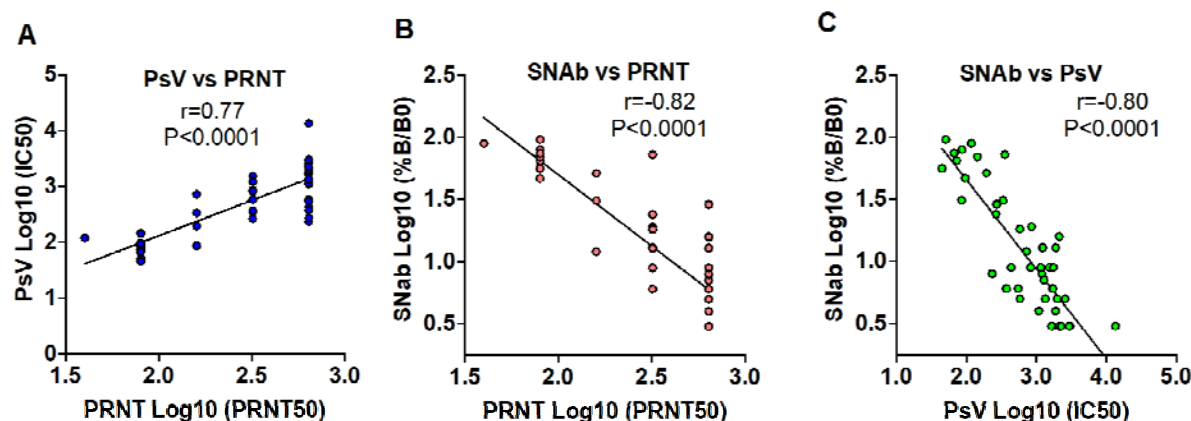 A
PsV vs PRNT
r=0.77
P<0.0001
PsV Log10 (IC50)
5
4
3
2
1
0
1.5
2.0
2.5
3.0
PRNT Log10 (PRNT50)
B
SNAb vs PRNT
r=-0.82
P<0.0001
SNab Log10 (%B/B0)
2.5
2.0
1.5
1.0
0.5
1.5
2.0
2.5
3.0
PRNT Log10 (PRNT50)
C
SNAb vs PsV
r=-0.80
P<0.0001
SNab Log10 (%B/B0)
2.5
2.0
1.5
1.0
0.5
1.0
2.0
3.0
4.0
5.0
PsV Log10 (IC50)